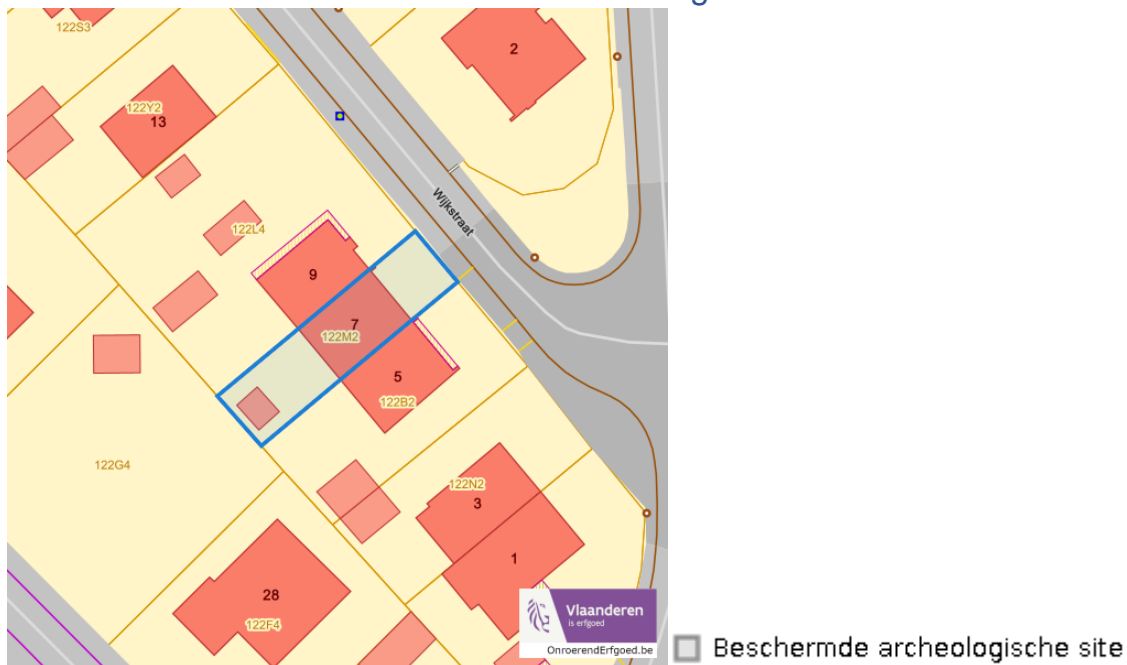 122S3
2
122Y2
13
Wijkstraat
122L4
9
7
122M2
5
122B2
122G4
122N2
3
1
28
122F4
Vlaanderen
is erfgoed
OnroerendErfgoed.be
Beschermde archeologische site